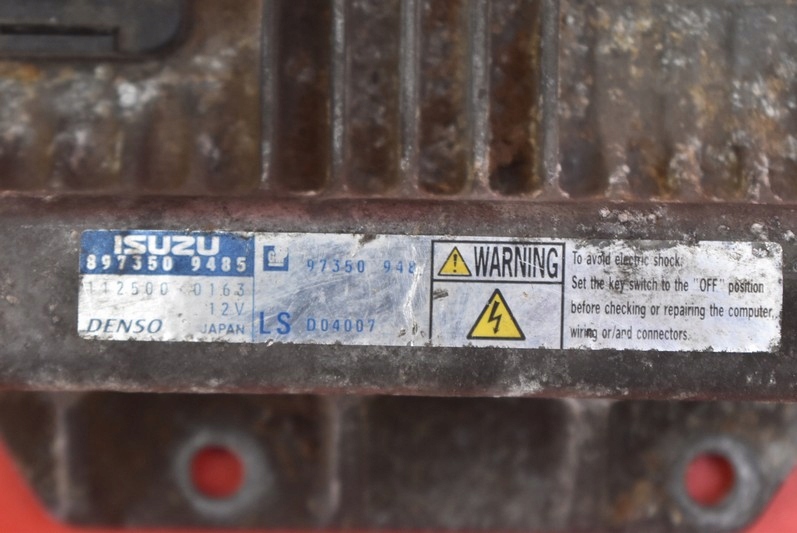 ISUZU
897350 9485
112500-0163
12V
DENSO JAPAN
GM 97350 948
LS D04007
WARNING
To avoid electric shock;
Set the key switch to the "OFF" position
before checking or repairing the computer,
wiring or/and connectors.